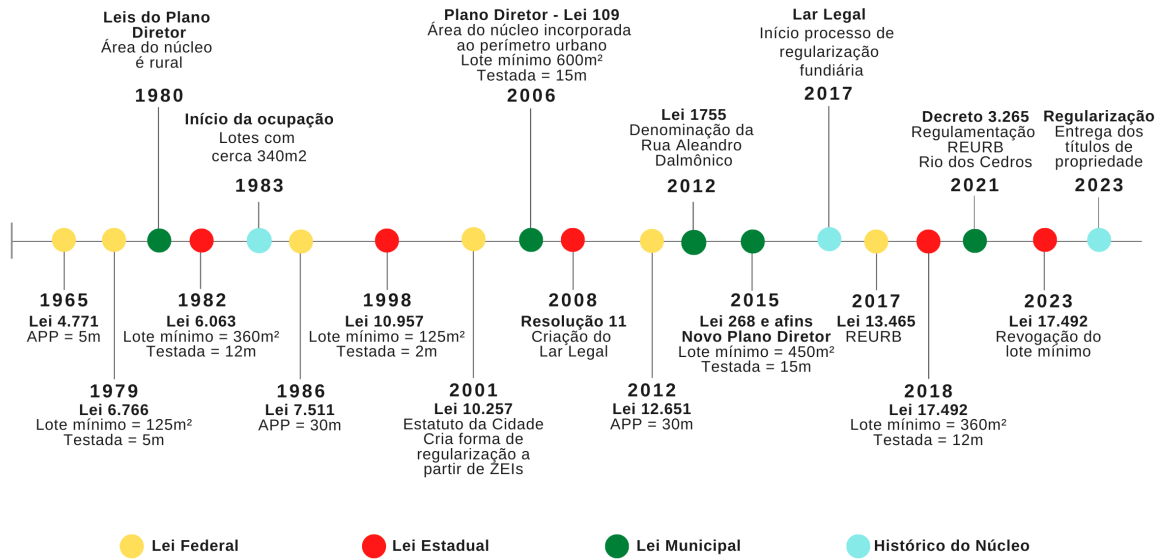 Leis do Plano
Diretor
Área do núcleo
é rural
1980
Início da ocupação
Lotes com
cerca 340m2
1983
Plano Diretor - Lei 109
Área do núcleo incorporada
ao perímetro urbano
Lote mínimo 600m²
Testada = 15m
2006
Lei 1755
Denominação da
Rua Aleandro
Dalmônico
2012
Lar Legal
Início processo de
regularização
fundiária
2017
Decreto 3.265
Regulamentação
REURB
Rio dos Cedros
2021
Regularização
Entrega dos
títulos de
propriedade
2023
1965
Lei 4.771
APP = 5m
1979
Lei 6.766
Lote mínimo = 125m²
Testada = 5m
1982
Lei 6.063
Lote mínimo = 360m²
Testada = 12m
1986
Lei 7.511
APP = 30m
1998
Lei 10.957
Lote mínimo = 125m²
Testada = 2m
2001
Lei 10.257
Estatuto da Cidade
Cria forma de
regularização a
partir de ZEIs
2008
Resolução 11
Criação do
Lar Legal
2012
Lei 12.651
APP = 30m
2015
Lei 268 e afins
Novo Plano Diretor
Lote mínimo = 450m²
Testada = 15m
2017
Lei 13.465
REURB
2018
Lei 17.492
Lote mínimo = 360m²
Testada = 12m
2023
Lei 17.492
Revogação do
lote mínimo
Lei Federal
Lei Estadual
Lei Municipal
Histórico do Núcleo